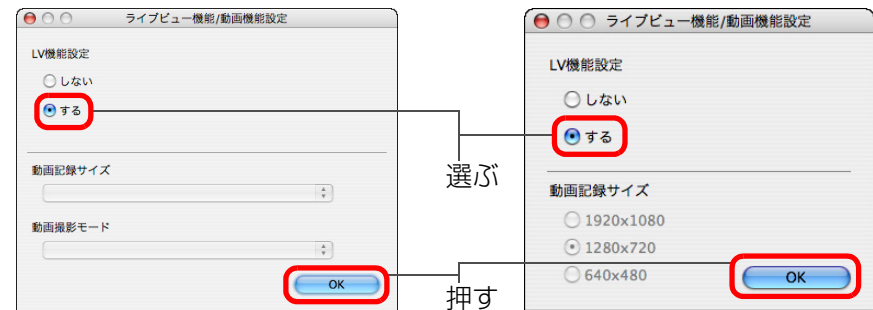 ライブビュー機能/動画機能設定
LV機能設定
しない
する
動画記録サイズ
動画撮影モード
OK
選ぶ
押す
ライブビュー機能/動画機能設定
LV機能設定
しない
する
動画記録サイズ
1920x1080
1280x720
640x480
OK